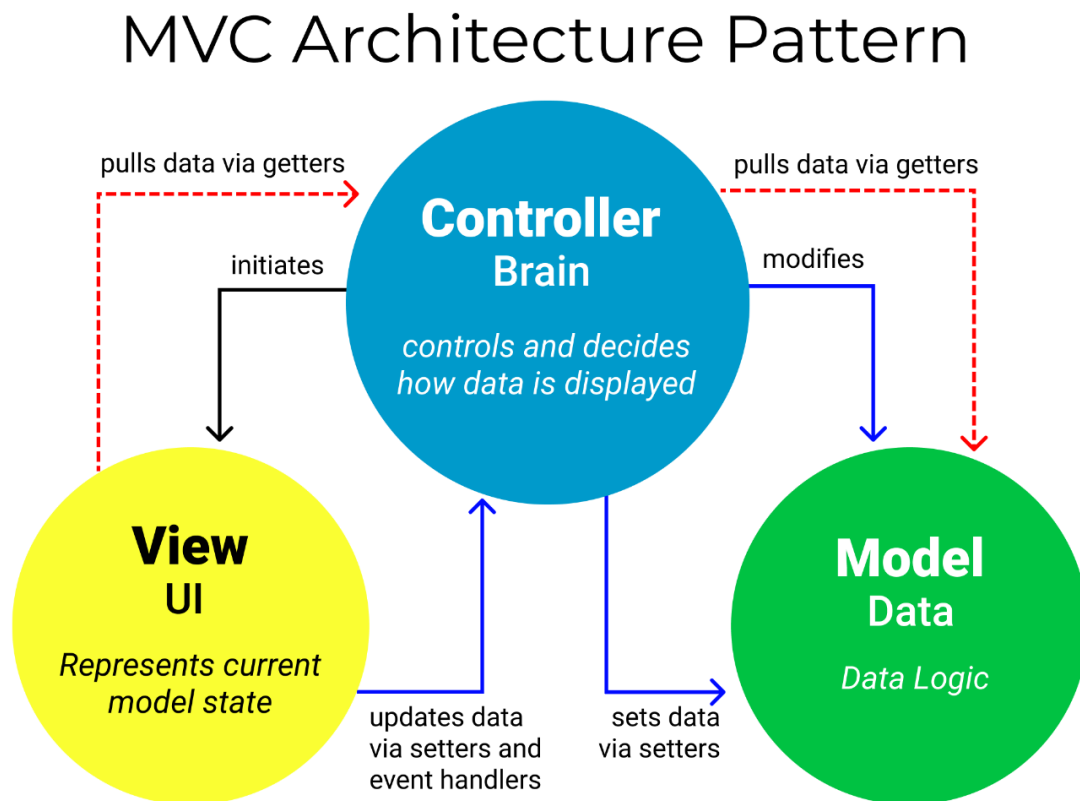 MVC Architecture Pattern
pulls data via getters
pulls data via getters
Controller
Brain
initiates
modifies
controls and decides
how data is displayed
View
UI
Represents current
model state
Model
Data
Data Logic
updates data
via setters and
event handlers
sets data
via setters